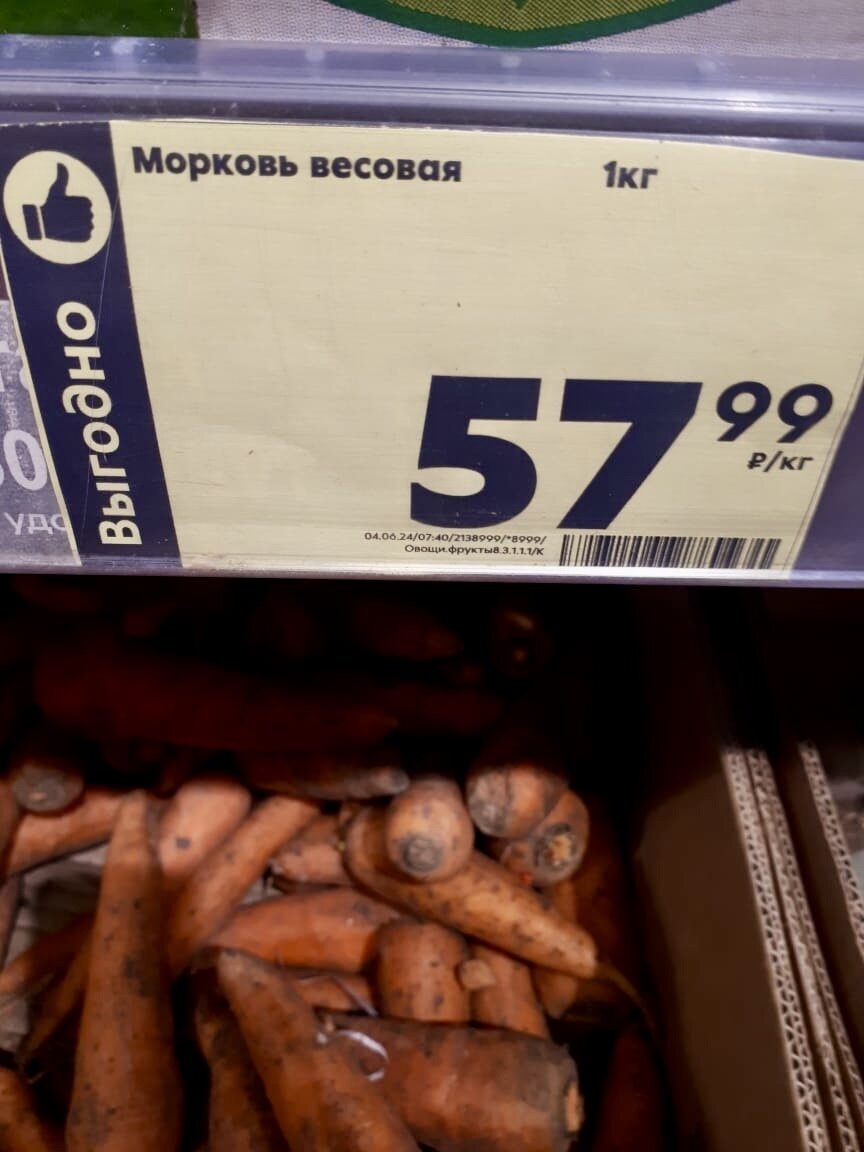 Морковь весовая 1кг
Выгодно
57 99
₽/кг
04.06.24/07:40/2138999/*8999/
Овощи.фрукты8.3.1.1.1/К